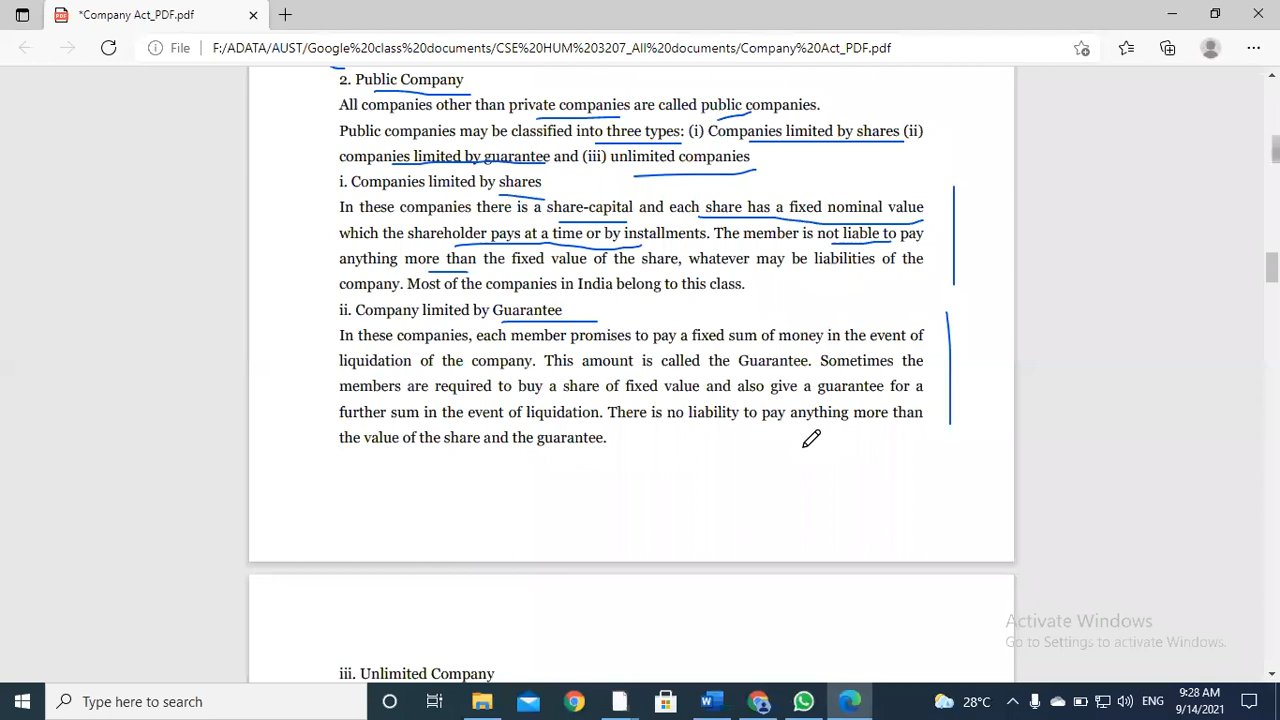 *Company Act_PDF.pdf
File F:/ADATA/AUST/Google%20class%20documents/CSE%20HUM%203207_All%20documents/Company%20Act_PDF.pdf
2. Public Company
All companies other than private companies are called public companies.
Public companies may be classified into three types: (i) Companies limited by shares (ii)
companies limited by guarantee and (iii) unlimited companies
i. Companies limited by shares
In these companies there is a share-capital and each share has a fixed nominal value
which the shareholder pays at a time or by installments. The member is not liable to pay
anything more than the fixed value of the share, whatever may be liabilities of the
company. Most of the companies in India belong to this class.
ii. Company limited by Guarantee
In these companies, each member promises to pay a fixed sum of money in the event of
liquidation of the company. This amount is called the Guarantee. Sometimes the
members are required to buy a share of fixed value and also give a guarantee for a
further sum in the event of liquidation. There is no liability to pay anything more than
the value of the share and the guarantee.
Activate Windows
Go to Settings to activate Windows.
iii. Unlimited Company
Type here to search
28°C
ENG
9:28 AM
9/14/2021